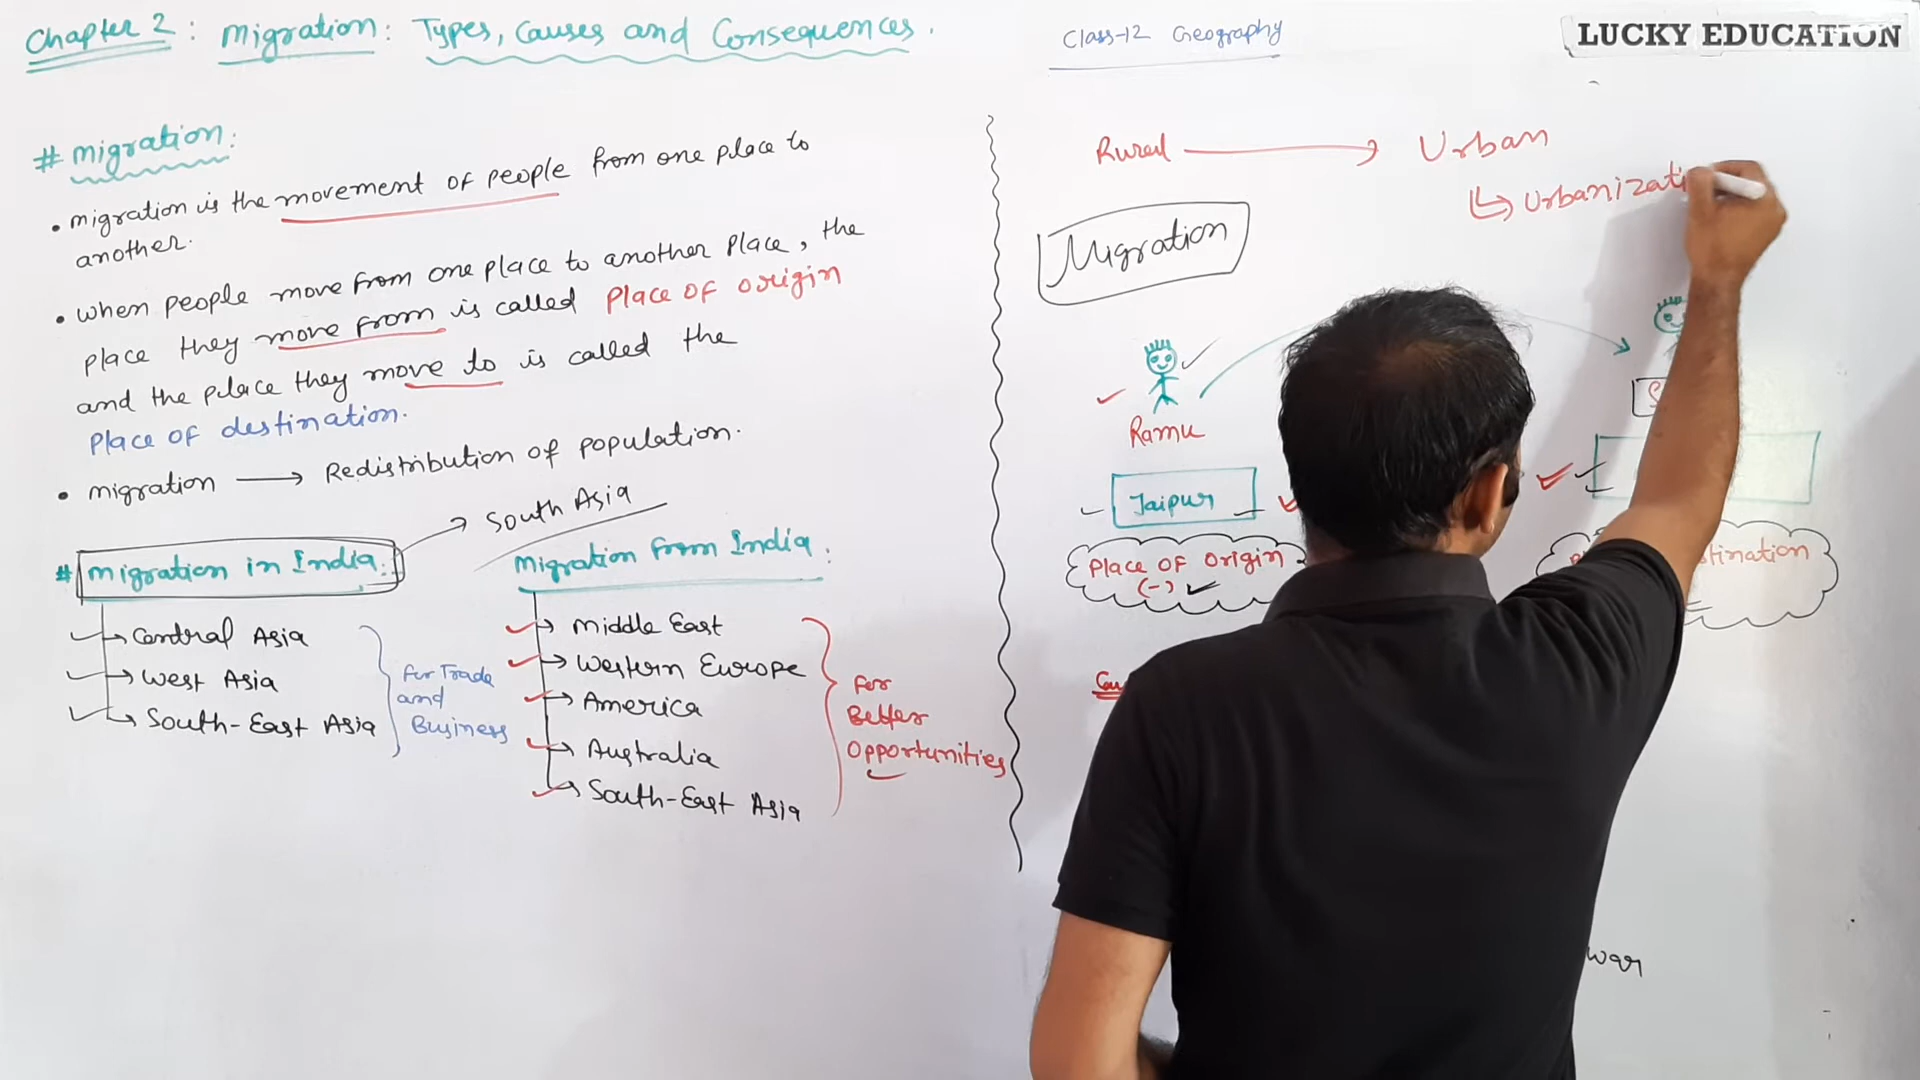 Chapter 2: Migration: Types, Causes and Consequences.
Class-12 Geography
LUCKY EDUCATION
# Migration:
• Migration is the movement of people from one place to
another.
• When people move from one place to another place, the
place they move from is called place of origin
and the place they move to is called the
place of destination.
• migration → Redistribution of population.
# Migration in India:
→ South Asia
→ Central Asia
→ West Asia
→ South-East Asia
For Trade
and
Business
Migration from India:
→ Middle East
→ Western Europe
→ America
→ Australia
→ South-East Asia
For
Better
Opportunities
Rural → Urban
↳ Urbanizati
Migration
Ramu
Jaipur
Place of origin
(-)
war